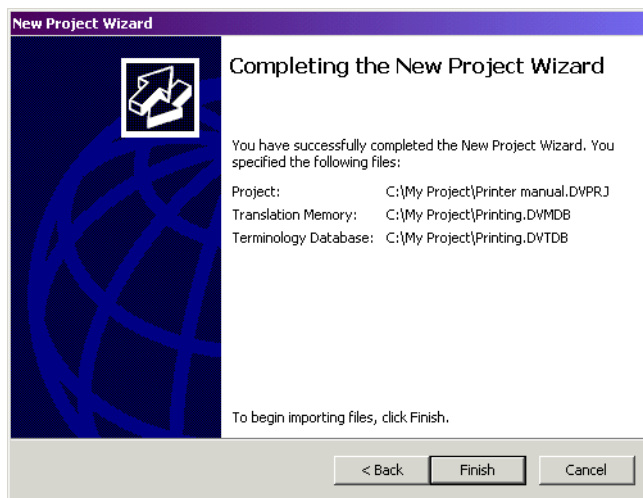 New Project Wizard
Completing the New Project Wizard
You have successfully completed the New Project Wizard. You
specified the following files:
Project: C:\My Project\Printer manual.DVPRJ
Translation Memory: C:\My Project\Printing.DVMDB
Terminology Database: C:\My Project\Printing.DVTDB
To begin importing files, click Finish.
< Back Finish Cancel